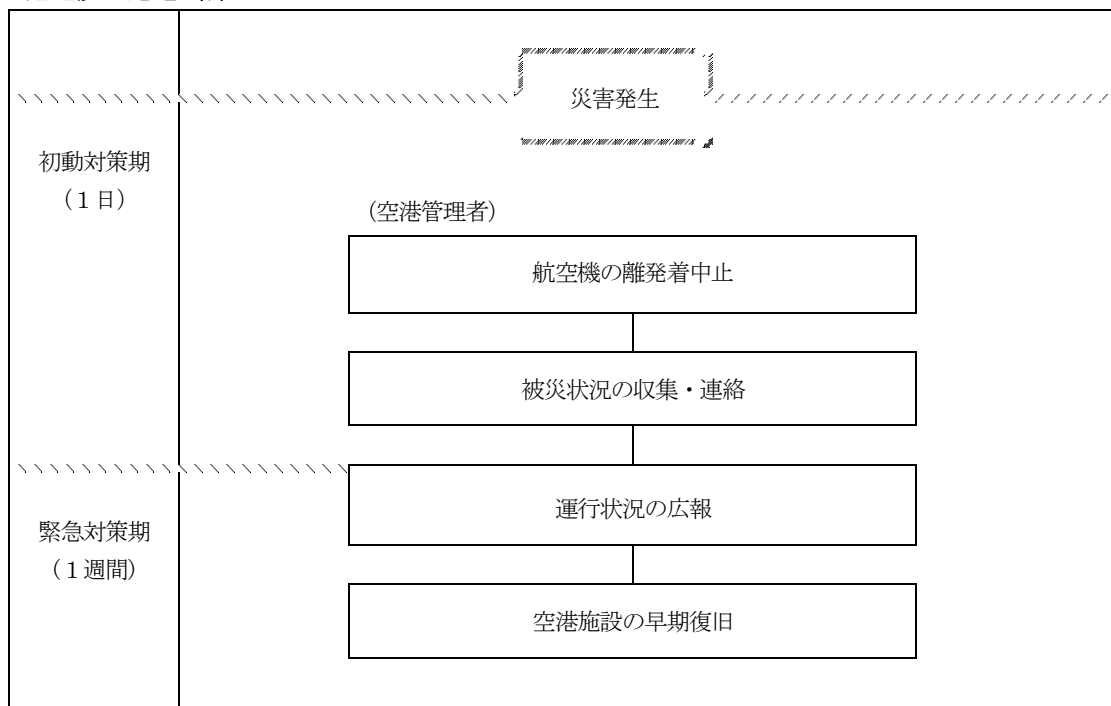 災害発生
初動対策期
（１日）
（空港管理者）
航空機の離発着中止
被災状況の収集・連絡
運行状況の広報
緊急対策期
（１週間）
空港施設の早期復旧